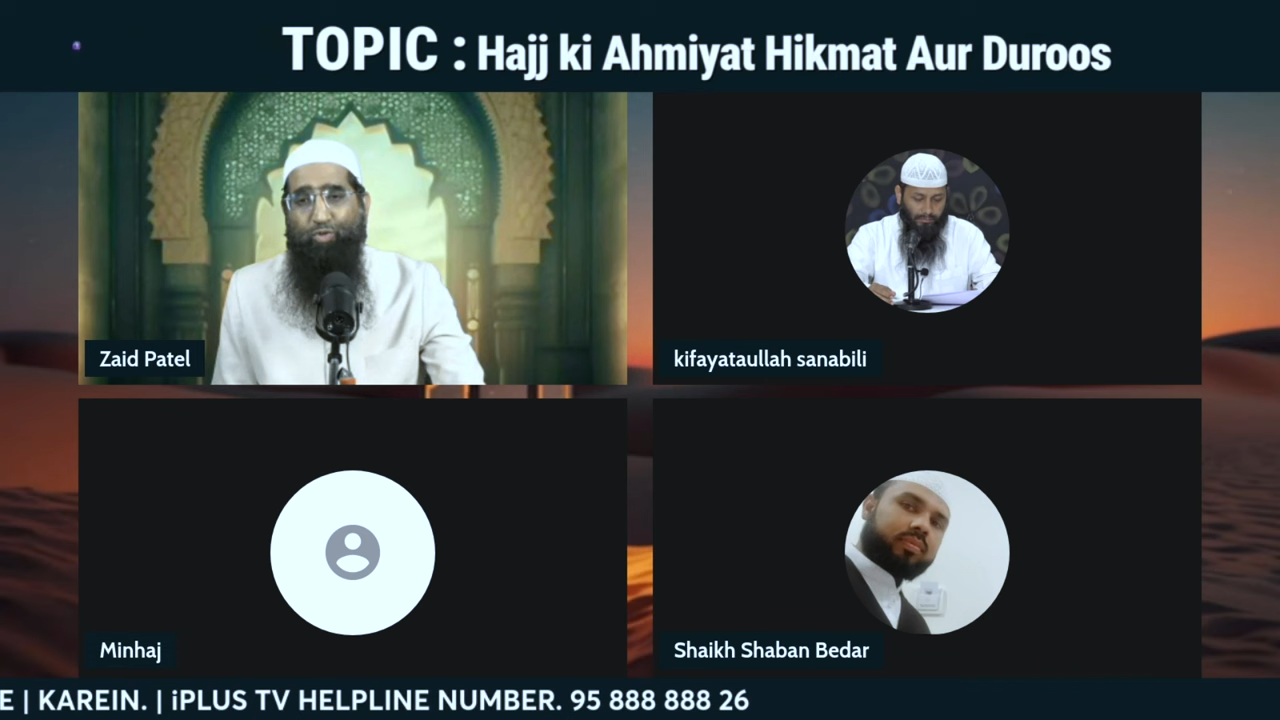 TOPIC : Hajj ki Ahmiyat Hikmat Aur Duroos
Zaid Patel
kifayataullah sanabili
Minhaj
Shaikh Shaban Bedar
E | KAREIN. | iPLUS TV HELPLINE NUMBER. 95 888 888 26